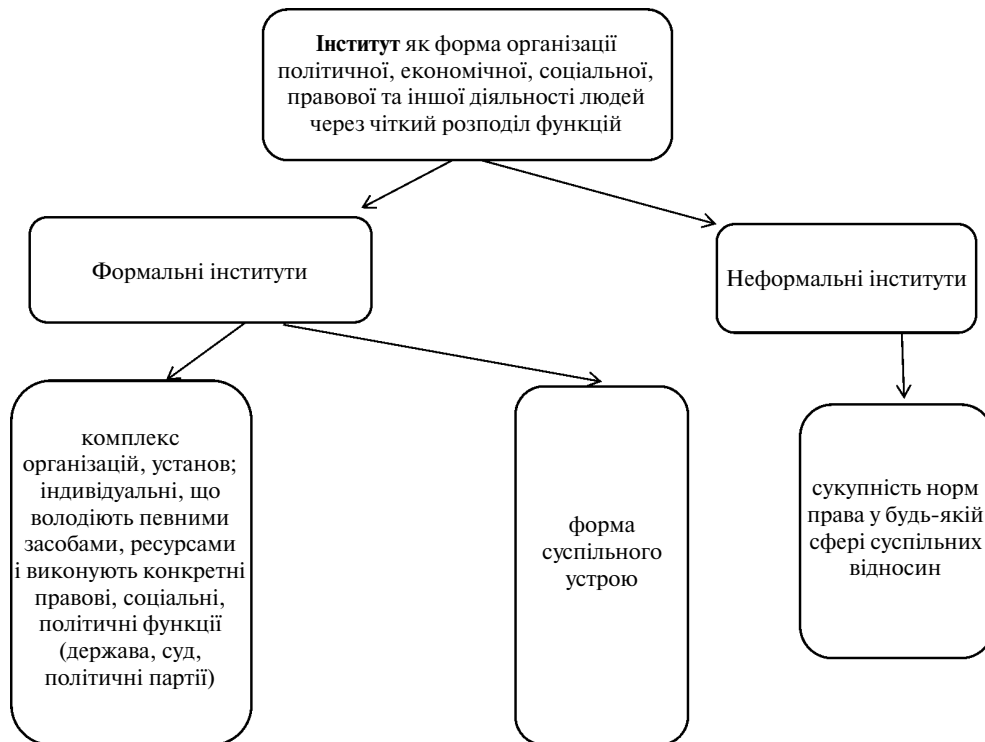 Інститут як форма організації
політичної, економічної, соціальної,
правової та іншої діяльності людей
через чіткий розподіл функцій
Формальні інститути
Неформальні інститути
комплекс
організацій, установ;
індивідуальні, що
володіють певними
засобами, ресурсами
і виконують конкретні
правові, соціальні,
політичні функції
(держава, суд,
політичні партії)
форма
суспільного
устрою
сукупність норм
права у будь-якій
сфері суспільних
відносин